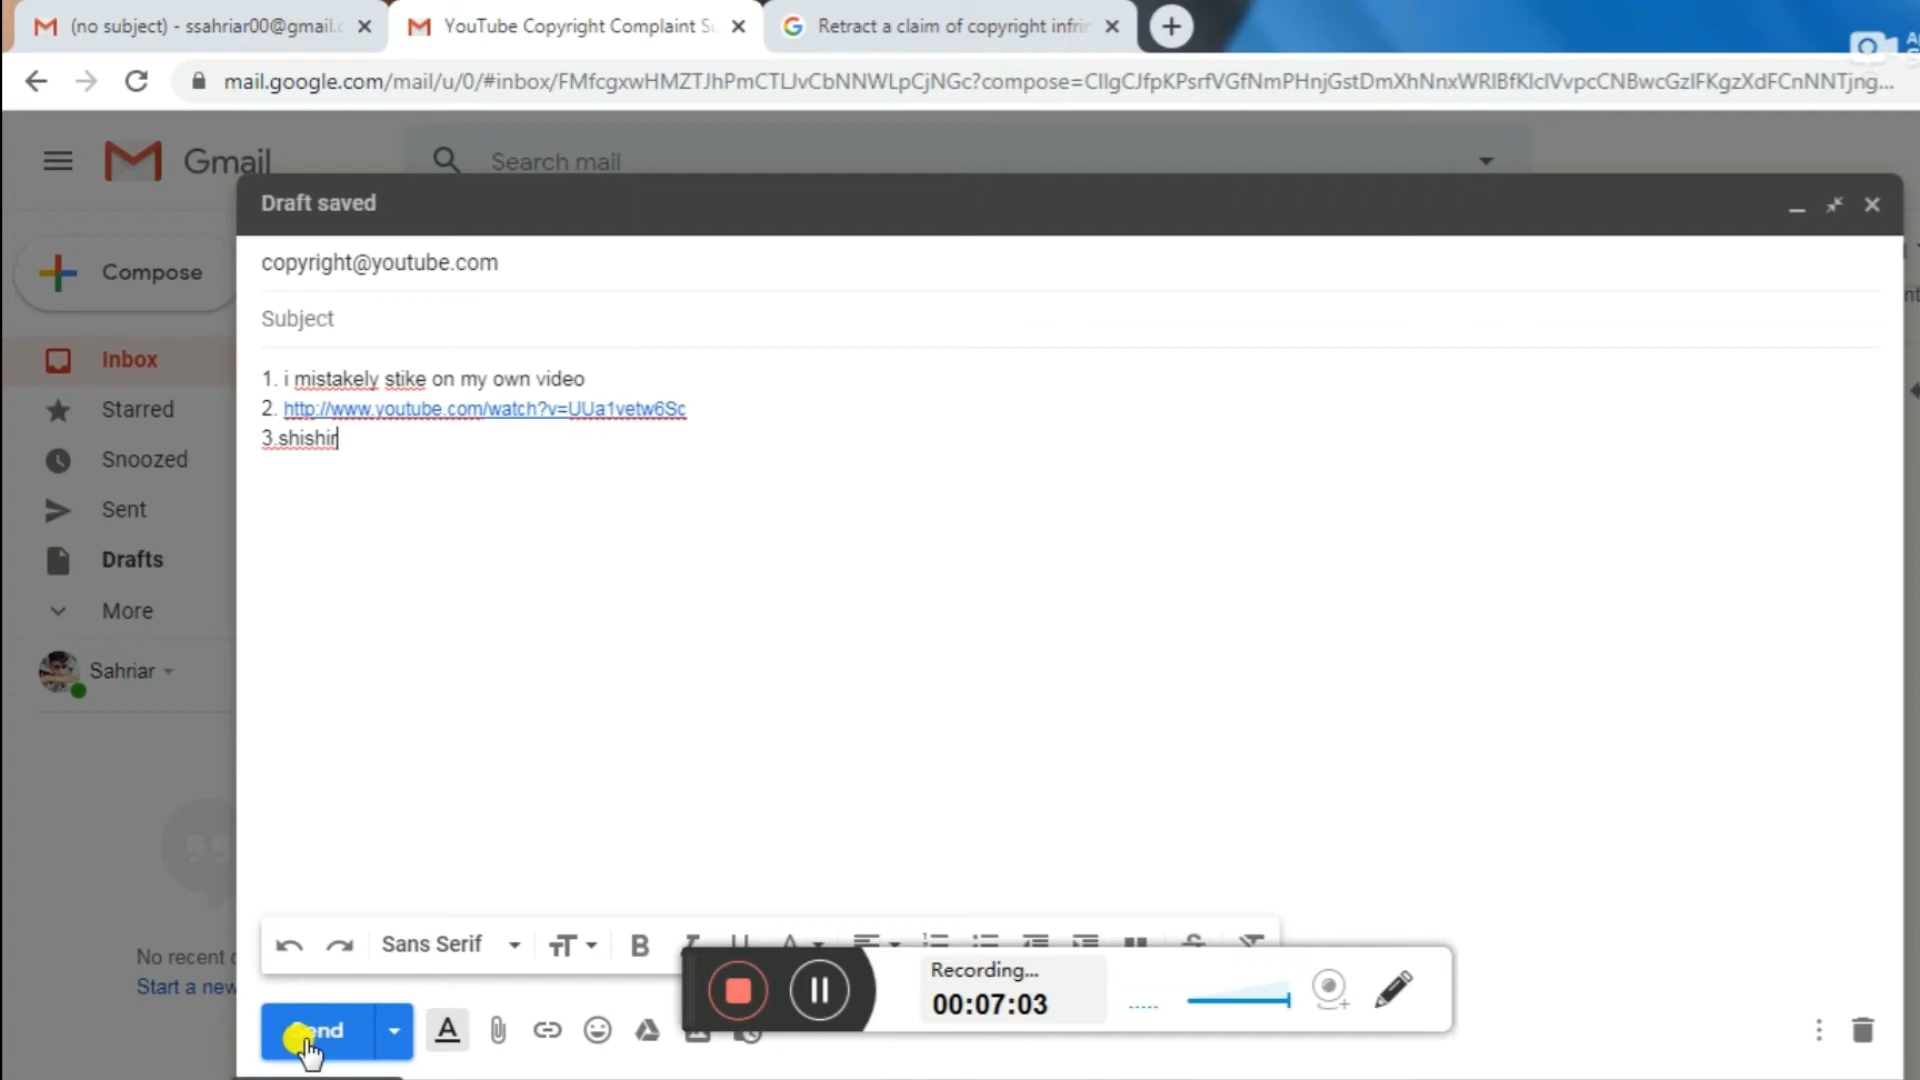 (no subject) - ssahriar00@gmail.c
YouTube Copyright Complaint Su
Retract a claim of copyright infri
mail.google.com/mail/u/0/#inbox/FMfcgxwHMZTJhPmCTLJvCbNNWLpCjNGc?compose=CllgCJfpKPsrfVGfNmPHnjGstDmXhNnxWRlBfKlclVvpcCNBwcGzlFKgzXdFCnNNTjng...
Gmail
Search mail
Draft saved
copyright@youtube.com
Compose
Subject
Inbox
1. i mistakely stike on my own video
Starred
2. http://www.youtube.com/watch?v=UUa1vetw6Sc
3.shishir
Snoozed
Sent
Drafts
More
Sahriar
No recent
Start a new
Sans Serif
Recording...
00:07:03
Send